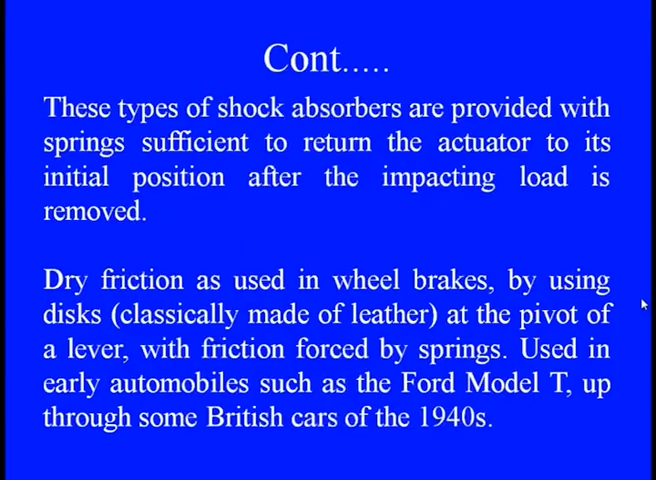 Cont.....
These types of shock absorbers are provided with
springs sufficient to return the actuator to its
initial position after the impacting load is
removed.
Dry friction as used in wheel brakes, by using
disks (classically made of leather) at the pivot of
a lever, with friction forced by springs. Used in
early automobiles such as the Ford Model T, up
through some British cars of the 1940s.